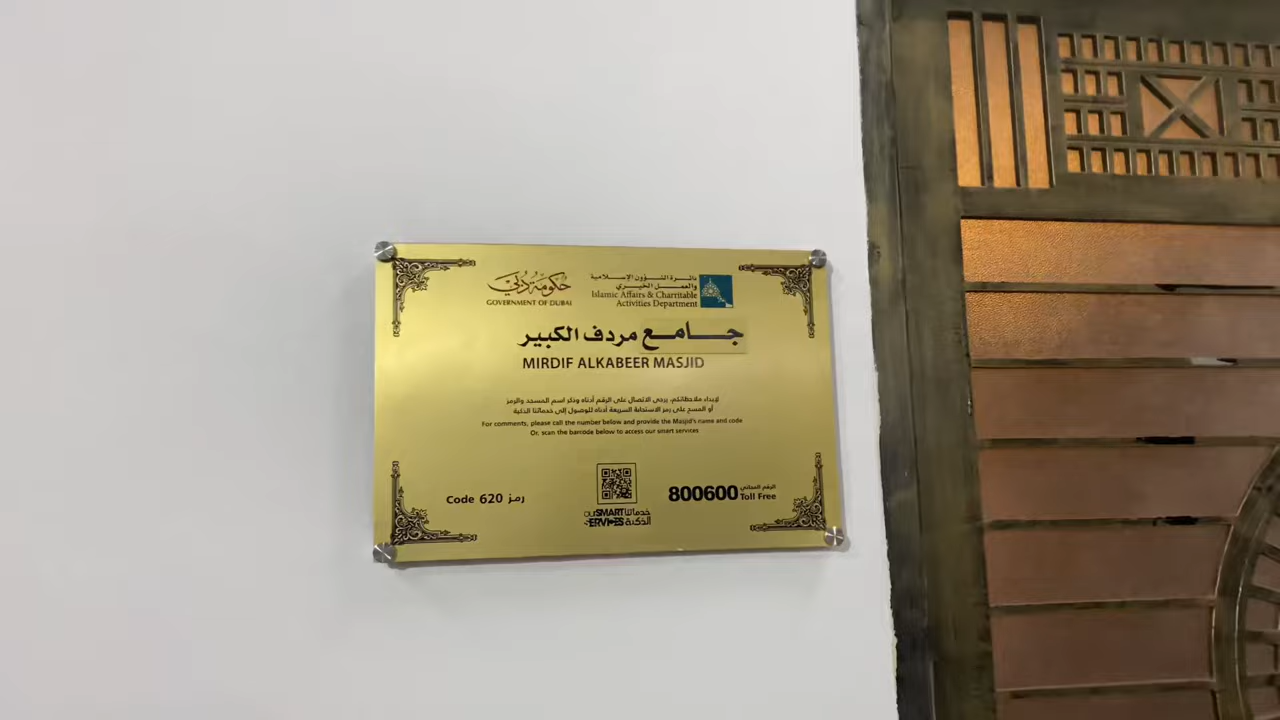 حكومة دبي
GOVERNMENT OF DUBAI
دائرة الشؤون الإسلامية
والعمل الخيري
Islamic Affairs & Charitable
Activities Department
جامع مردف الكبير
MIRDIF ALKABEER MASJID
لإبداء ملاحظاتكم، يرجى الاتصال على الرقم أدناه وذكر اسم المسجد والرمز
أو المسح على رمز الاستجابة السريعة أدناه للوصول إلى خدماتنا الذكية
For comments, please call the number below and provide the Masjid's name and code
Or, scan the barcode below to access our smart services
Code 620 رمز
ourSMART خدماتنا
SERVICES الذكية
800600 الرقم المجاني
Toll Free